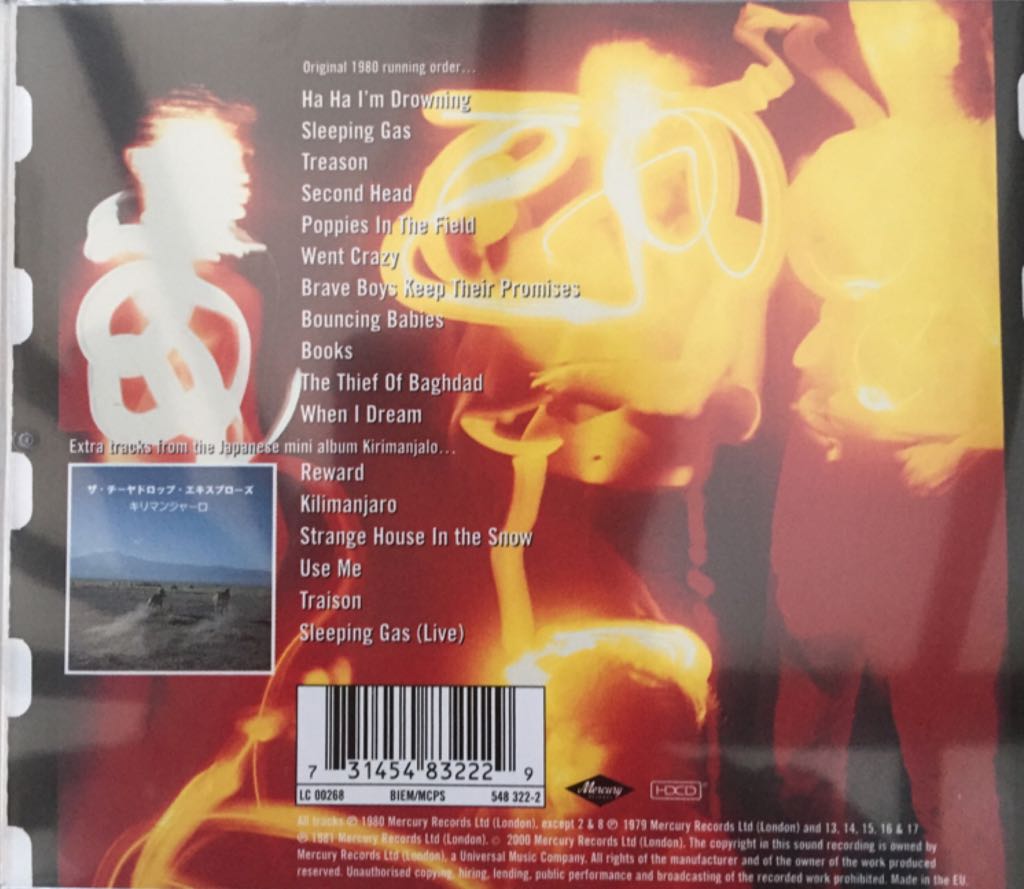 Original 1980 running order...
Ha Ha I'm Drowning
Sleeping Gas
Treason
Second Head
Poppies In The Field
Went Crazy
Brave Boys Keep Their Promises
Bouncing Babies
Books
The Thief Of Baghdad
When I Dream
Extra tracks from the Japanese mini album Kirimanjalo...
ザ・チーヤドロップ・エキスプローズ
キリマンジャーロ
Reward
Kilimanjaro
Strange House In the Snow
Use Me
Traison
Sleeping Gas (Live)
7 31454 83222 9
LC 00268 BIEM/MCPS 548 322-2
Mercury
HDCD
All tracks ℗ 1980 Mercury Records Ltd (London), except 2 & 8 ℗ 1979 Mercury Records Ltd (London) and 13, 14, 15, 16 & 17
℗ 1981 Mercury Records Ltd (London). © 2000 Mercury Records Ltd (London). The copyright in this sound recording is owned by
Mercury Records Ltd (London), a Universal Music Company. All rights of the manufacturer and of the owner of the work produced
reserved. Unauthorised copying, hiring, lending, public performance and broadcasting of the recorded work prohibited. Made in the EU.